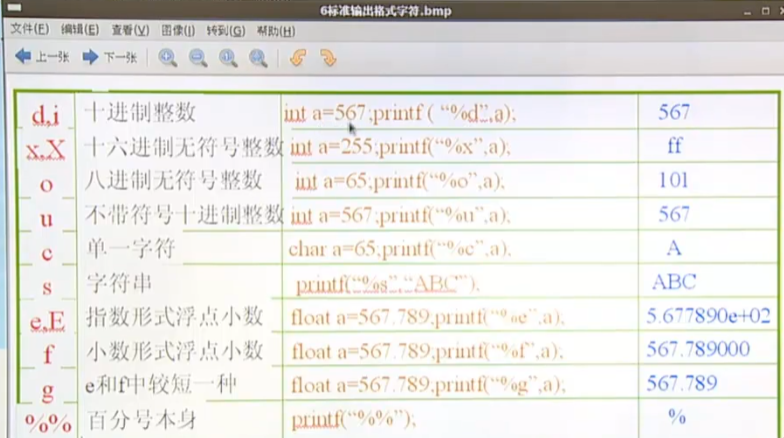 6标准输出格式字符.bmp
文件(F) 编辑(E) 查看(V) 图像(I) 转到(G) 帮助(H)
上一张 下一张
d,i 十进制整数 int a=567;printf ( “%d”,a); 567
x,X 十六进制无符号整数 int a=255;printf(“%x”,a); ff
o 八进制无符号整数 int a=65;printf(“%o”,a); 101
u 不带符号十进制整数 int a=567;printf(“%u”,a); 567
c 单一字符 char a=65;printf(“%c”,a); A
s 字符串 printf(“%s”,“ABC”); ABC
e,E 指数形式浮点小数 float a=567.789;printf(“%e”,a); 5.677890e+02
f 小数形式浮点小数 float a=567.789;printf(“%f”,a); 567.789000
g e和f中较短一种 float a=567.789;printf(“%g”,a); 567.789
%% 百分号本身 printf(“%%”); %